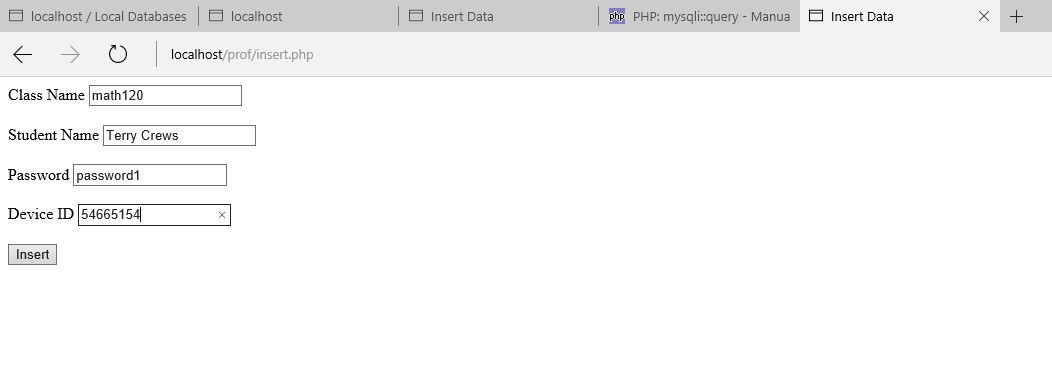 localhost / Local Databases localhost Insert Data php PHP: mysqli::query - Manua Insert Data
localhost/prof/insert.php
Class Name math120
Student Name Terry Crews
Password password1
Device ID 54665154
Insert